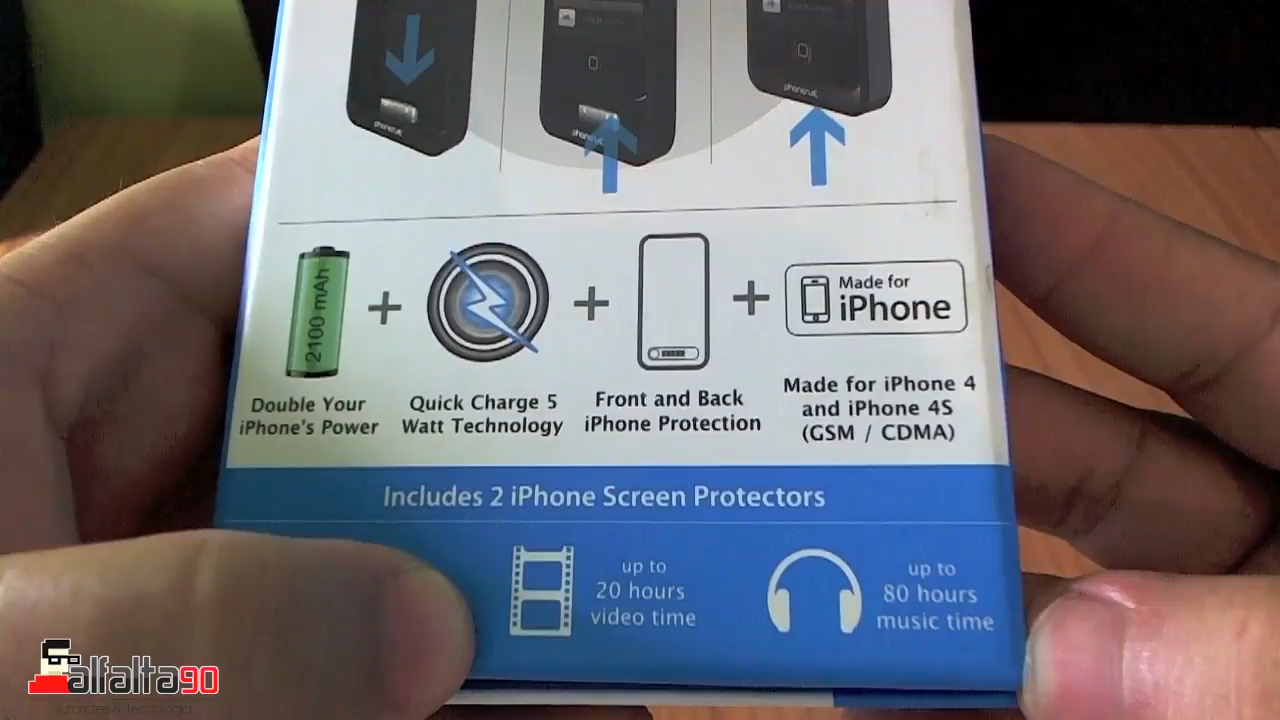 2100 mAh
Made for
iPhone
Double Your
iPhone's Power
Quick Charge 5
Watt Technology
Front and Back
iPhone Protection
Made for iPhone 4
and iPhone 4S
(GSM / CDMA)
Includes 2 iPhone Screen Protectors
up to
20 hours
video time
up to
80 hours
music time
alfalta90